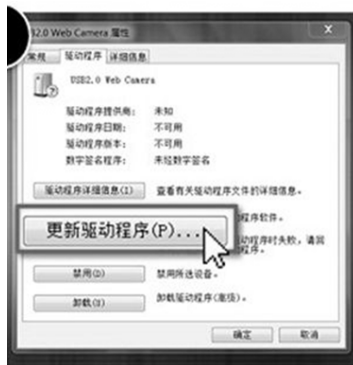 32.0 Web Camera 属性
常规 驱动程序 详细信息
USB2.0 Web Camera
驱动程序提供商: 未知
驱动程序日期: 不可用
驱动程序版本: 不可用
数字签名程序: 未经数字签名
驱动程序详细信息(I) 查看有关驱动程序文件的详细信息。
更新驱动程序(P)... 程序软件。
动程序时失败，请回
程序。
禁用(D) 禁用所选设备。
卸载(U) 卸载驱动程序(高级)。
确定 取消